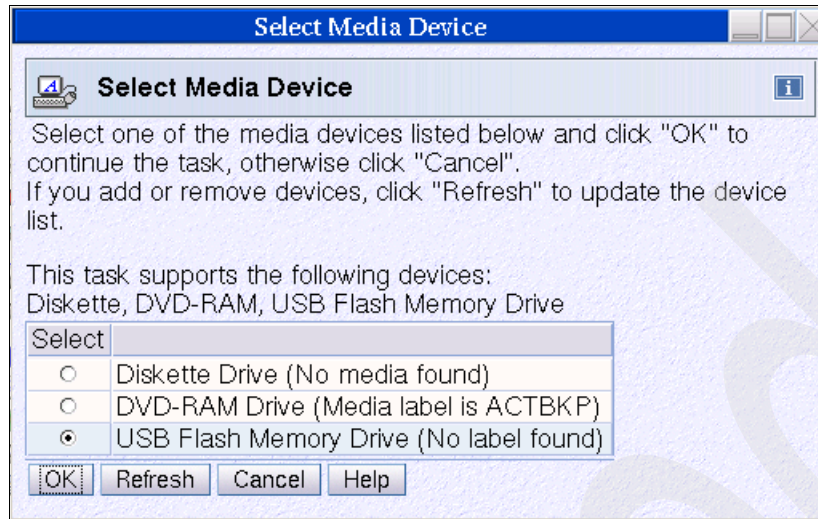 Select Media Device
Select Media Device
Select one of the media devices listed below and click "OK" to
continue the task, otherwise click "Cancel".
If you add or remove devices, click "Refresh" to update the device
list.
This task supports the following devices:
Diskette, DVD-RAM, USB Flash Memory Drive
Select
Diskette Drive (No media found)
DVD-RAM Drive (Media label is ACTBKP)
USB Flash Memory Drive (No label found)
OK Refresh Cancel Help